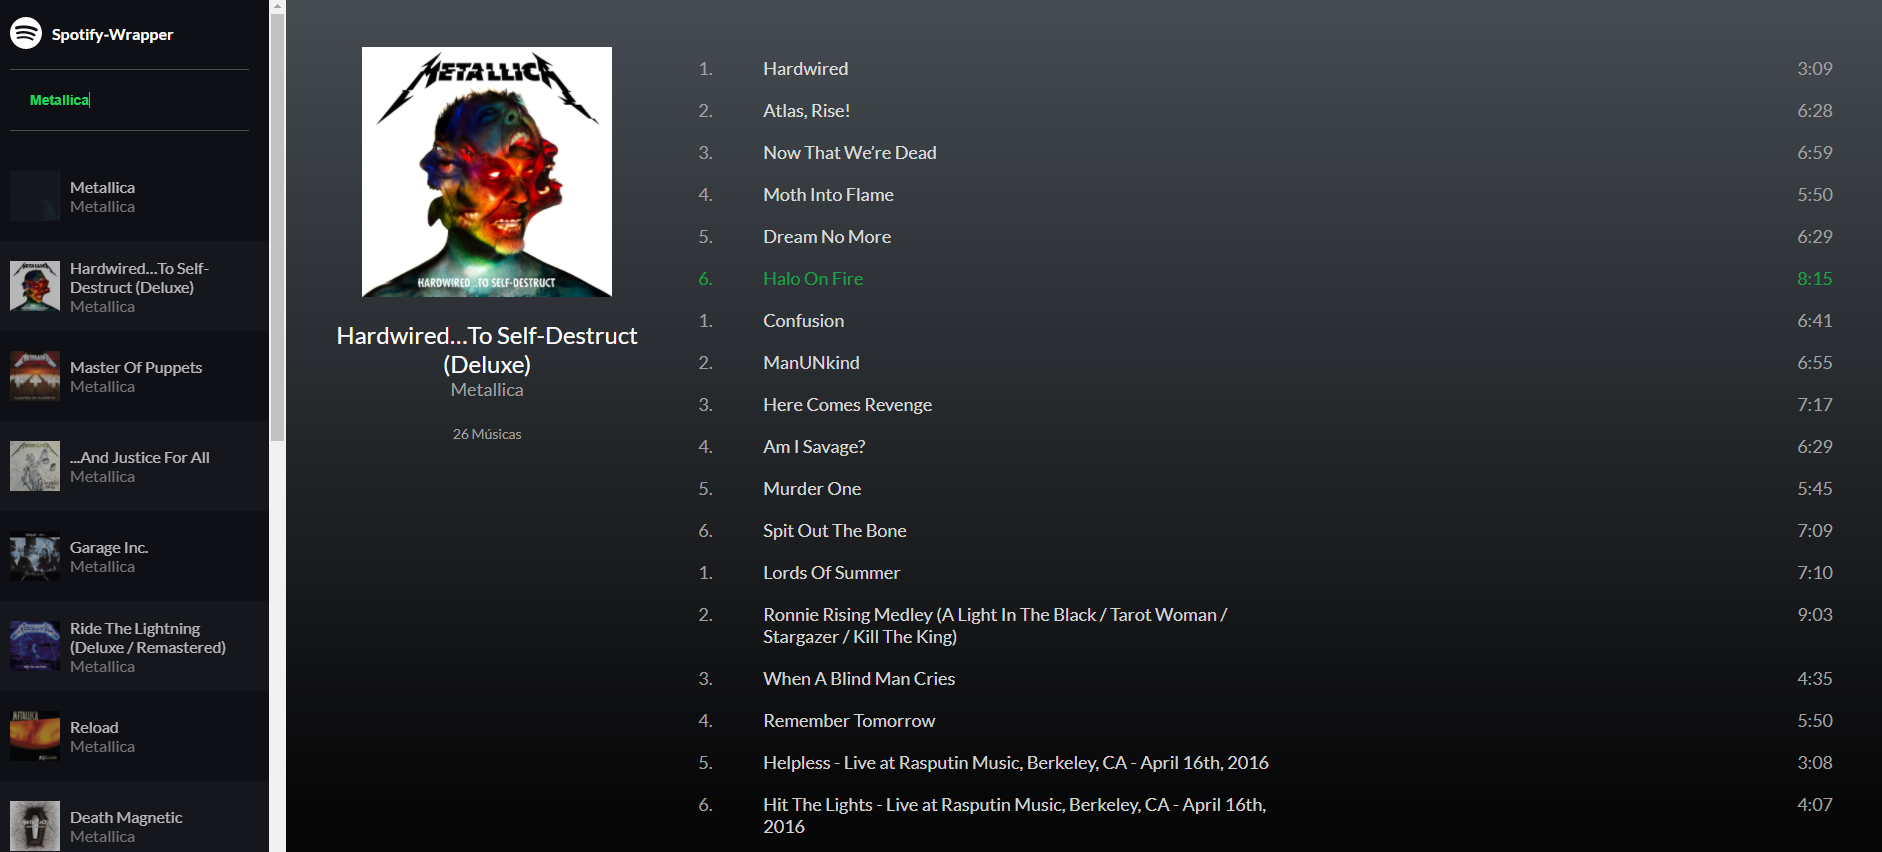 Spotify-Wrapper
Metallica
Metallica
Metallica
Hardwired...To Self-
Destruct (Deluxe)
Metallica
Master Of Puppets
Metallica
...And Justice For All
Metallica
Garage Inc.
Metallica
Ride The Lightning
(Deluxe / Remastered)
Metallica
Reload
Metallica
Death Magnetic
Metallica
METALLICA
HARDWIRED...TO SELF-DESTRUCT
Hardwired...To Self-Destruct
(Deluxe)
Metallica
26 Músicas
1. Hardwired 3:09
2. Atlas, Rise! 6:28
3. Now That We’re Dead 6:59
4. Moth Into Flame 5:50
5. Dream No More 6:29
6. Halo On Fire 8:15
1. Confusion 6:41
2. ManUNkind 6:55
3. Here Comes Revenge 7:17
4. Am I Savage? 6:29
5. Murder One 5:45
6. Spit Out The Bone 7:09
1. Lords Of Summer 7:10
2. Ronnie Rising Medley (A Light In The Black / Tarot Woman / 9:03
Stargazer / Kill The King)
3. When A Blind Man Cries 4:35
4. Remember Tomorrow 5:50
5. Helpless - Live at Rasputin Music, Berkeley, CA - April 16th, 2016 3:08
6. Hit The Lights - Live at Rasputin Music, Berkeley, CA - April 16th, 4:07
2016